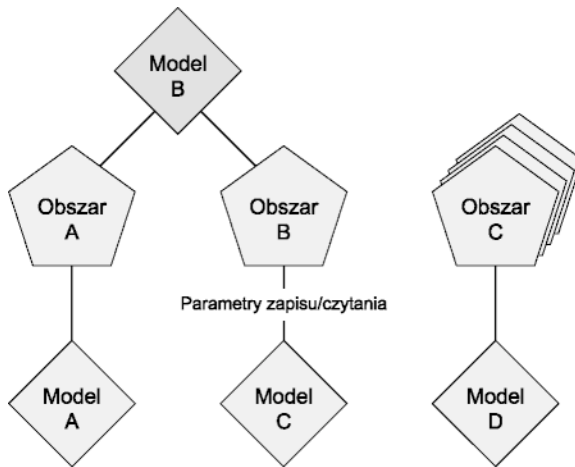 Model
B
Obszar
A
Obszar
B
Obszar
C
Parametry zapisu/czytania
Model
A
Model
C
Model
D